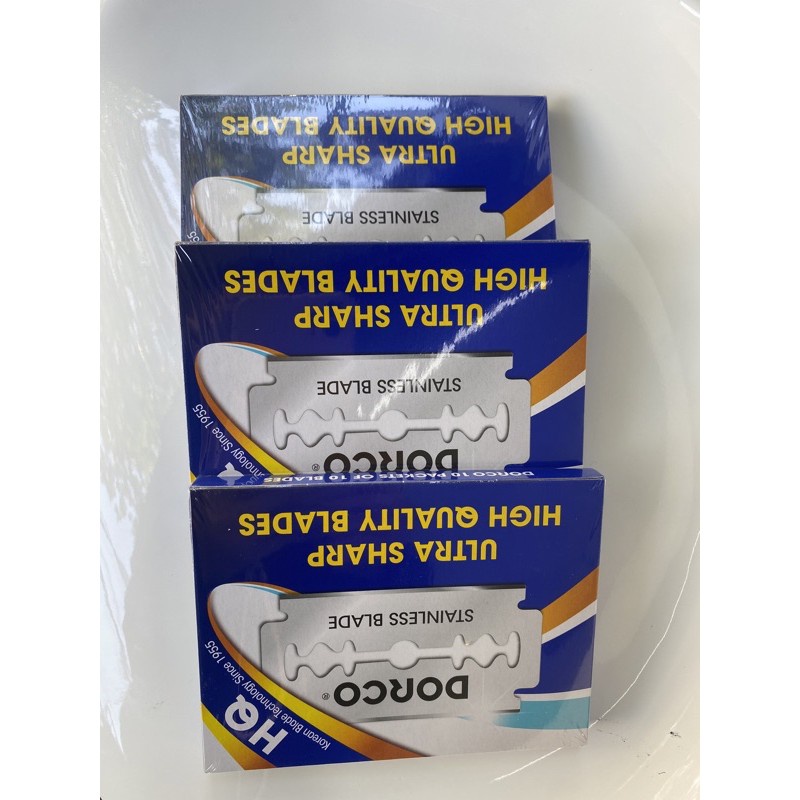 HQ
Korean Blade Technology Since 1955
DORCO®
STAINLESS BLADE
ULTRA SHARP
HIGH QUALITY BLADES
DORCO 10 PACKETS OF 10 BLADES
Since 1955
DORCO®
STAINLESS BLADE
ULTRA SHARP
HIGH QUALITY BLADES
STAINLESS BLADE
ULTRA SHARP
HIGH QUALITY BLADES